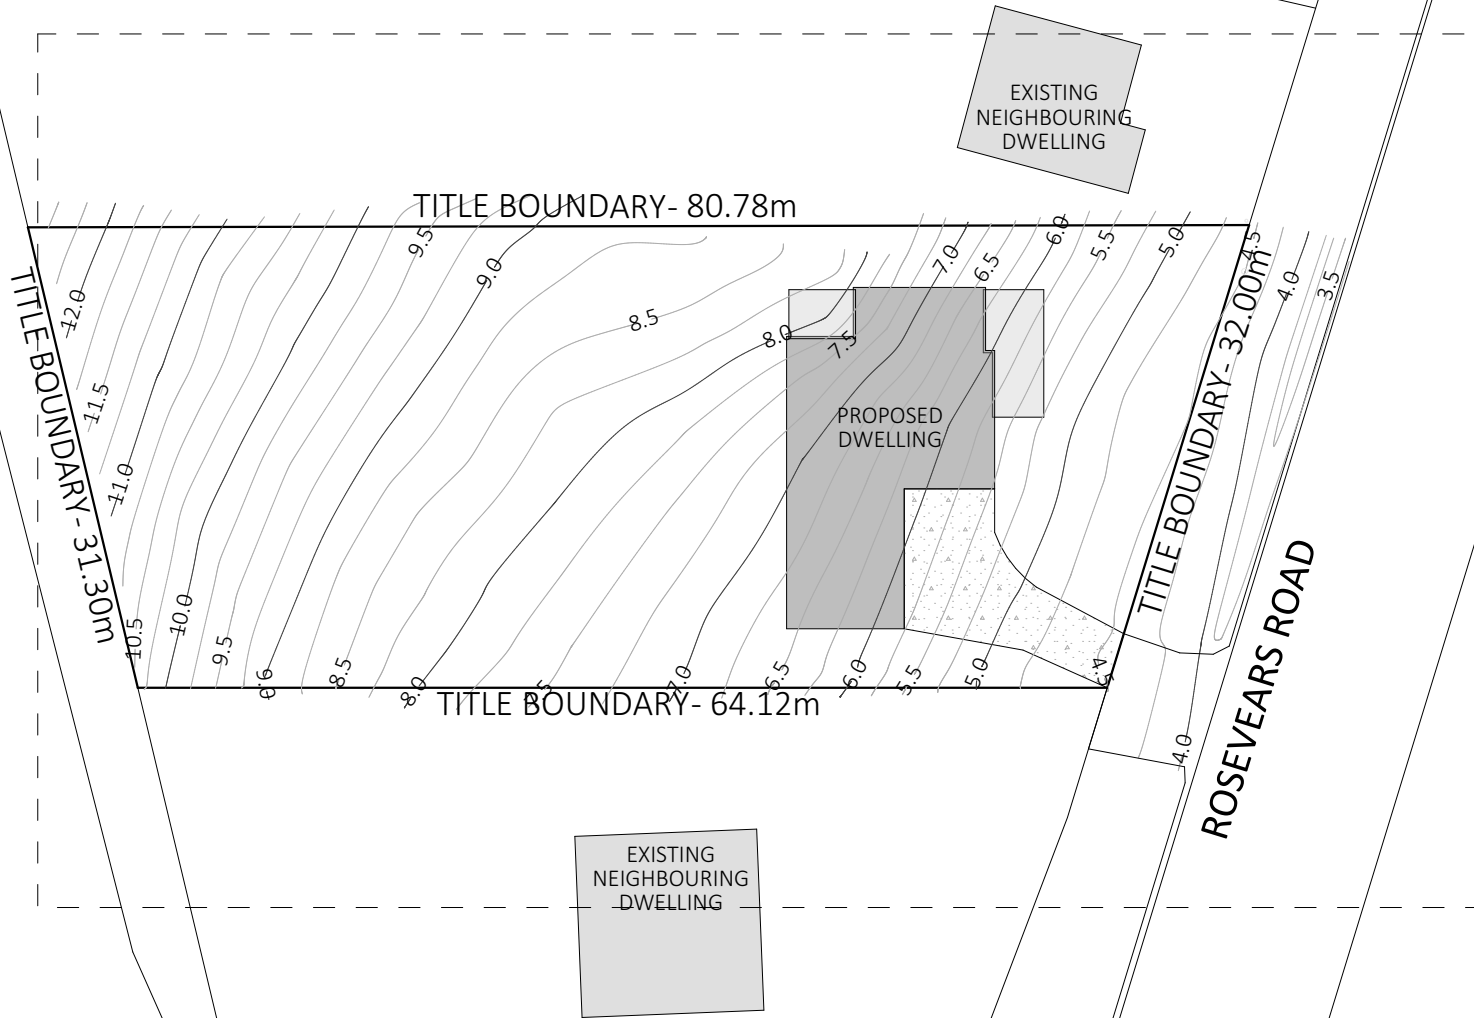 EXISTING
NEIGHBOURING
DWELLING
TITLE BOUNDARY- 80.78m
9.5
9.0
7.0
6.5
6.0
5.5
5.0
4.5
4.0
3.5
12.0
8.5
8.0
7.5
11.5
11.0
PROPOSED
DWELLING
TITLE BOUNDARY- 31.30m
TITLE BOUNDARY- 32.00m
10.5
10.0
9.5
9.0
8.5
8.0
7.5
7.0
6.5
6.0
5.5
5.0
4.5
4.0
TITLE BOUNDARY- 64.12m
ROSEVEARS ROAD
EXISTING
NEIGHBOURING
DWELLING